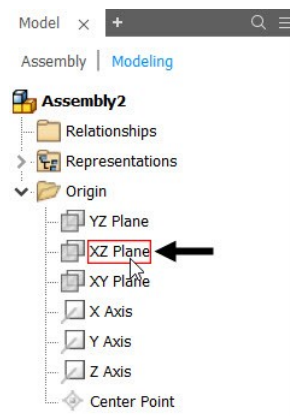 Model × +
Assembly | Modeling
Assembly2
Relationships
Representations
Origin
YZ Plane
XZ Plane
XY Plane
X Axis
Y Axis
Z Axis
Center Point